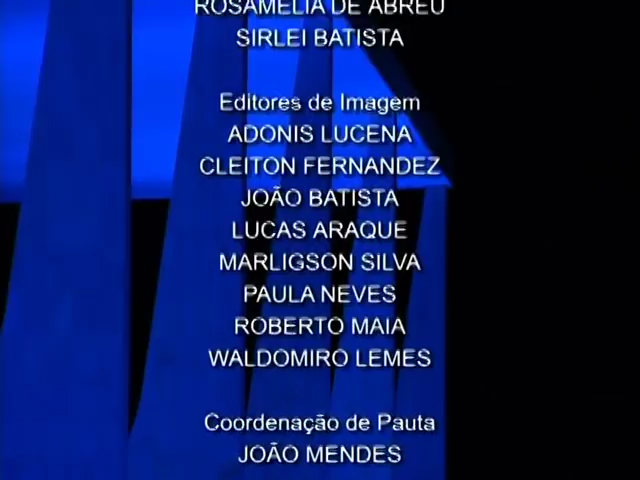 ROSAMÉLIA DE ABREU
SIRLEI BATISTA
Editores de Imagem
ADONIS LUCENA
CLEITON FERNANDEZ
JOÃO BATISTA
LUCAS ARAQUE
MARLIGSON SILVA
PAULA NEVES
ROBERTO MAIA
WALDOMIRO LEMES
Coordenação de Pauta
JOÃO MENDES